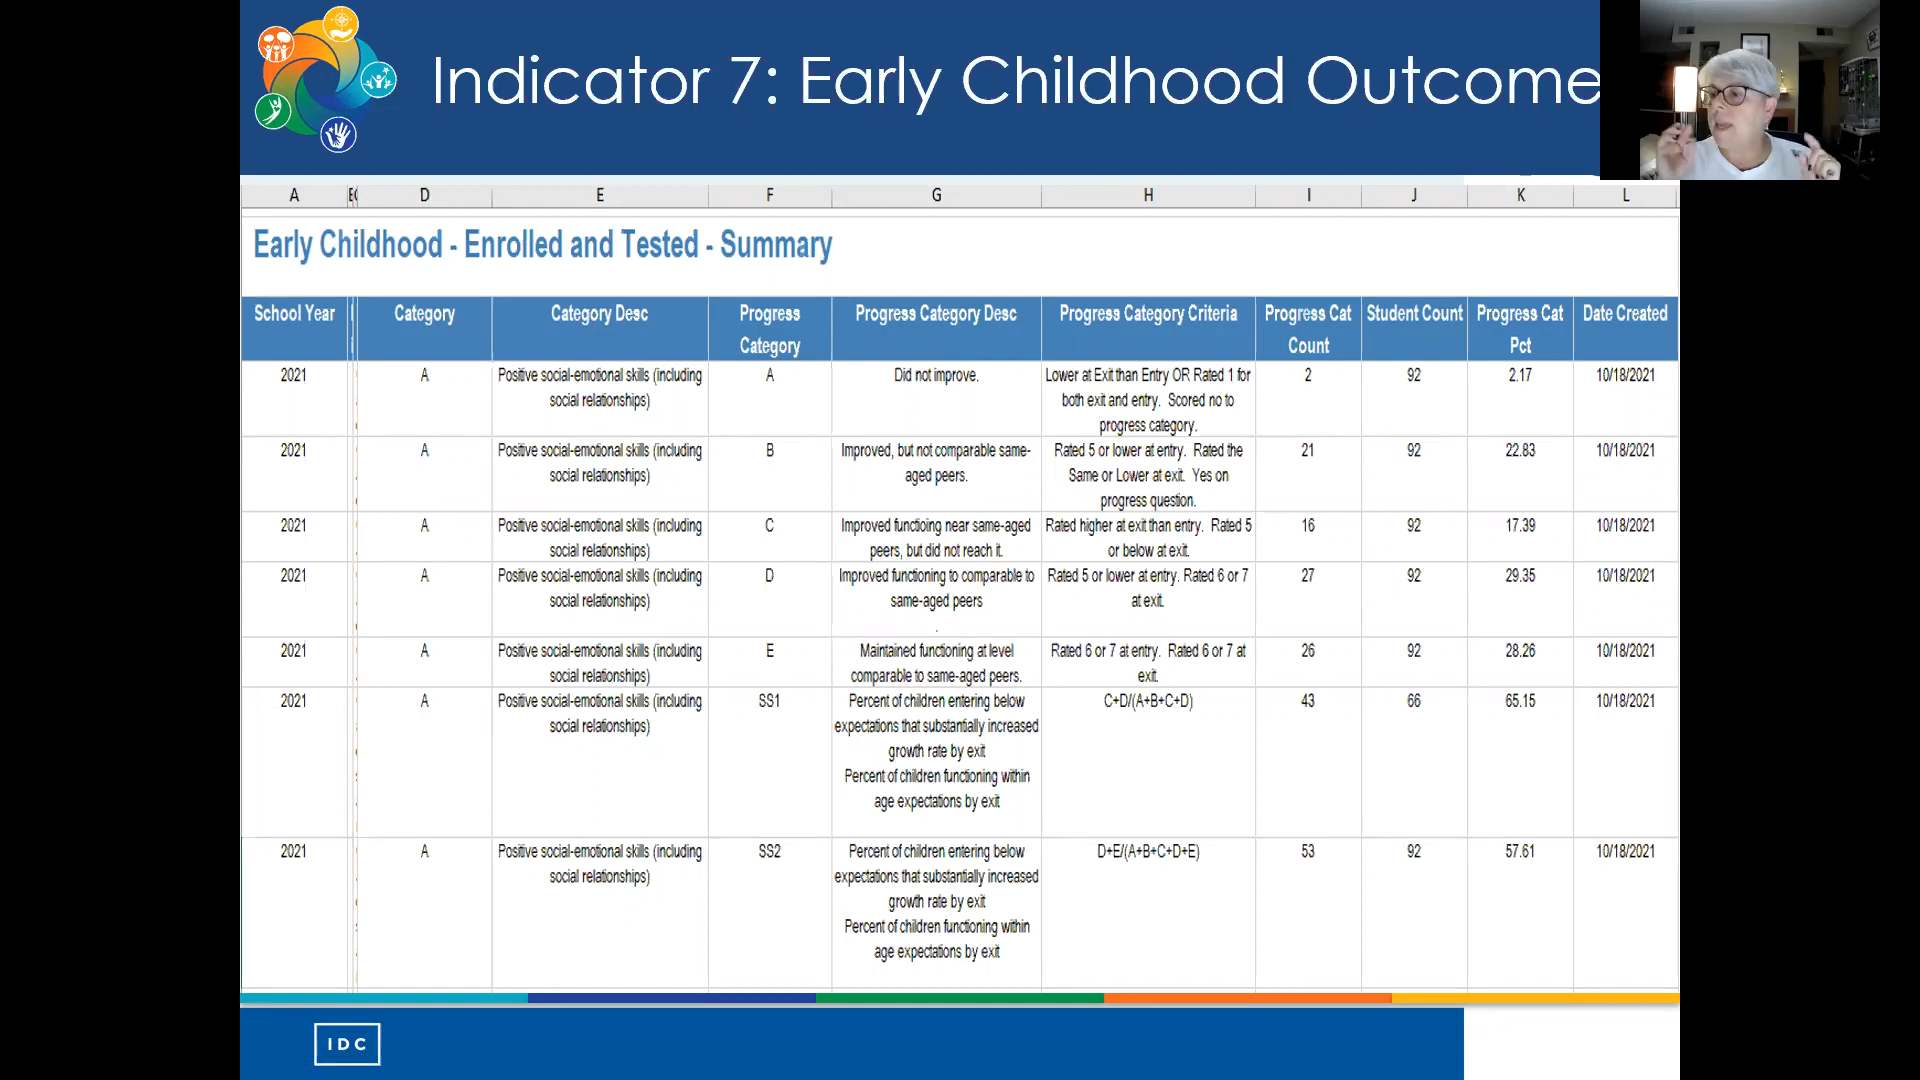 Indicator 7: Early Childhood Outcome
A D E F G H I J K L
Early Childhood - Enrolled and Tested - Summary
School Year Category Category Desc Progress Category Progress Category Desc Progress Category Criteria Progress Cat Count Student Count Progress Cat Pct Date Created
2021 A Positive social-emotional skills (including social relationships) A Did not improve. Lower at Exit than Entry OR Rated 1 for both exit and entry. Scored no to progress category. 2 92 2.17 10/18/2021
2021 A Positive social-emotional skills (including social relationships) B Improved, but not comparable same-aged peers. Rated 5 or lower at entry. Rated the Same or Lower at exit. Yes on progress question. 21 92 22.83 10/18/2021
2021 A Positive social-emotional skills (including social relationships) C Improved functioing near same-aged peers, but did not reach it. Rated higher at exit than entry. Rated 5 or below at exit. 16 92 17.39 10/18/2021
2021 A Positive social-emotional skills (including social relationships) D Improved functioning to comparable to same-aged peers . Rated 5 or lower at entry. Rated 6 or 7 at exit. 27 92 29.35 10/18/2021
2021 A Positive social-emotional skills (including social relationships) E Maintained functioning at level comparable to same-aged peers. Rated 6 or 7 at entry. Rated 6 or 7 at exit. 26 92 28.26 10/18/2021
2021 A Positive social-emotional skills (including social relationships) SS1 Percent of children entering below expectations that substantially increased growth rate by exit Percent of children functioning within age expectations by exit C+D/(A+B+C+D) 43 66 65.15 10/18/2021
2021 A Positive social-emotional skills (including social relationships) SS2 Percent of children entering below expectations that substantially increased growth rate by exit Percent of children functioning within age expectations by exit D+E/(A+B+C+D+E) 53 92 57.61 10/18/2021
IDC